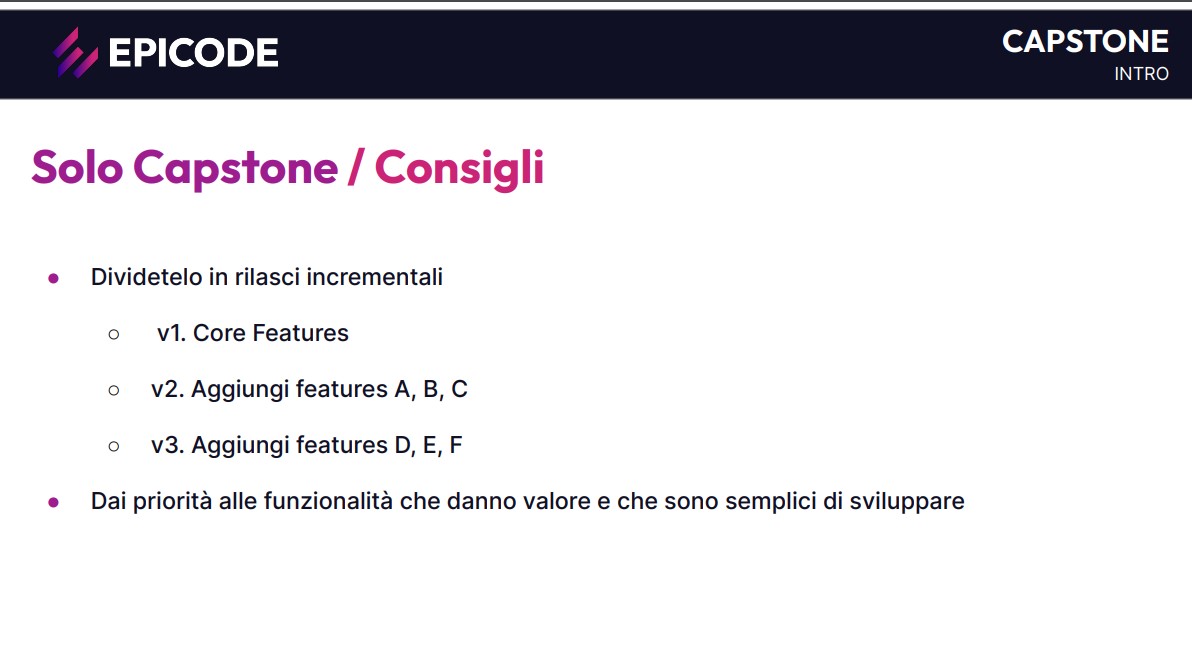 EPICODE
CAPSTONE
INTRO
Solo Capstone / Consigli
● Dividetelo in rilasci incrementali
○ v1. Core Features
○ v2. Aggiungi features A, B, C
○ v3. Aggiungi features D, E, F
● Dai priorità alle funzionalità che danno valore e che sono semplici di sviluppare